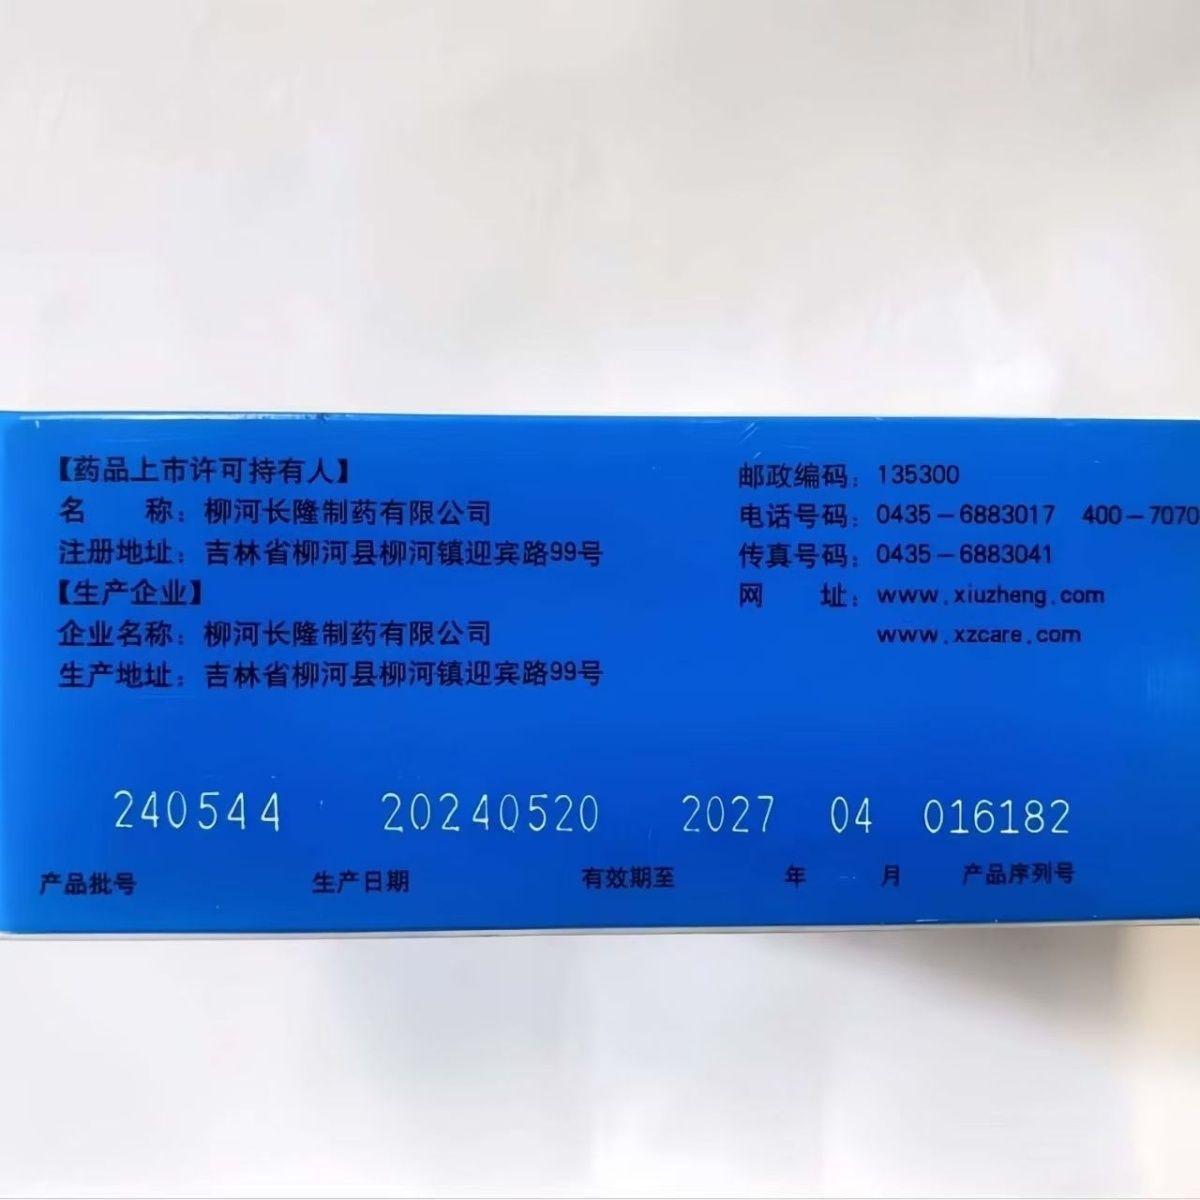 【药品上市许可持有人】
名 称：柳河长隆制药有限公司
注册地址：吉林省柳河县柳河镇迎宾路99号
【生产企业】
企业名称：柳河长隆制药有限公司
生产地址：吉林省柳河县柳河镇迎宾路99号
邮政编码：135300
电话号码：0435-6883017 400-7070
传真号码：0435-6883041
网 址：www.xiuzheng.com
www.xzcare.com
240544 20240520 2027 04 016182
产品批号 生产日期 有效期至 年 月 产品序列号